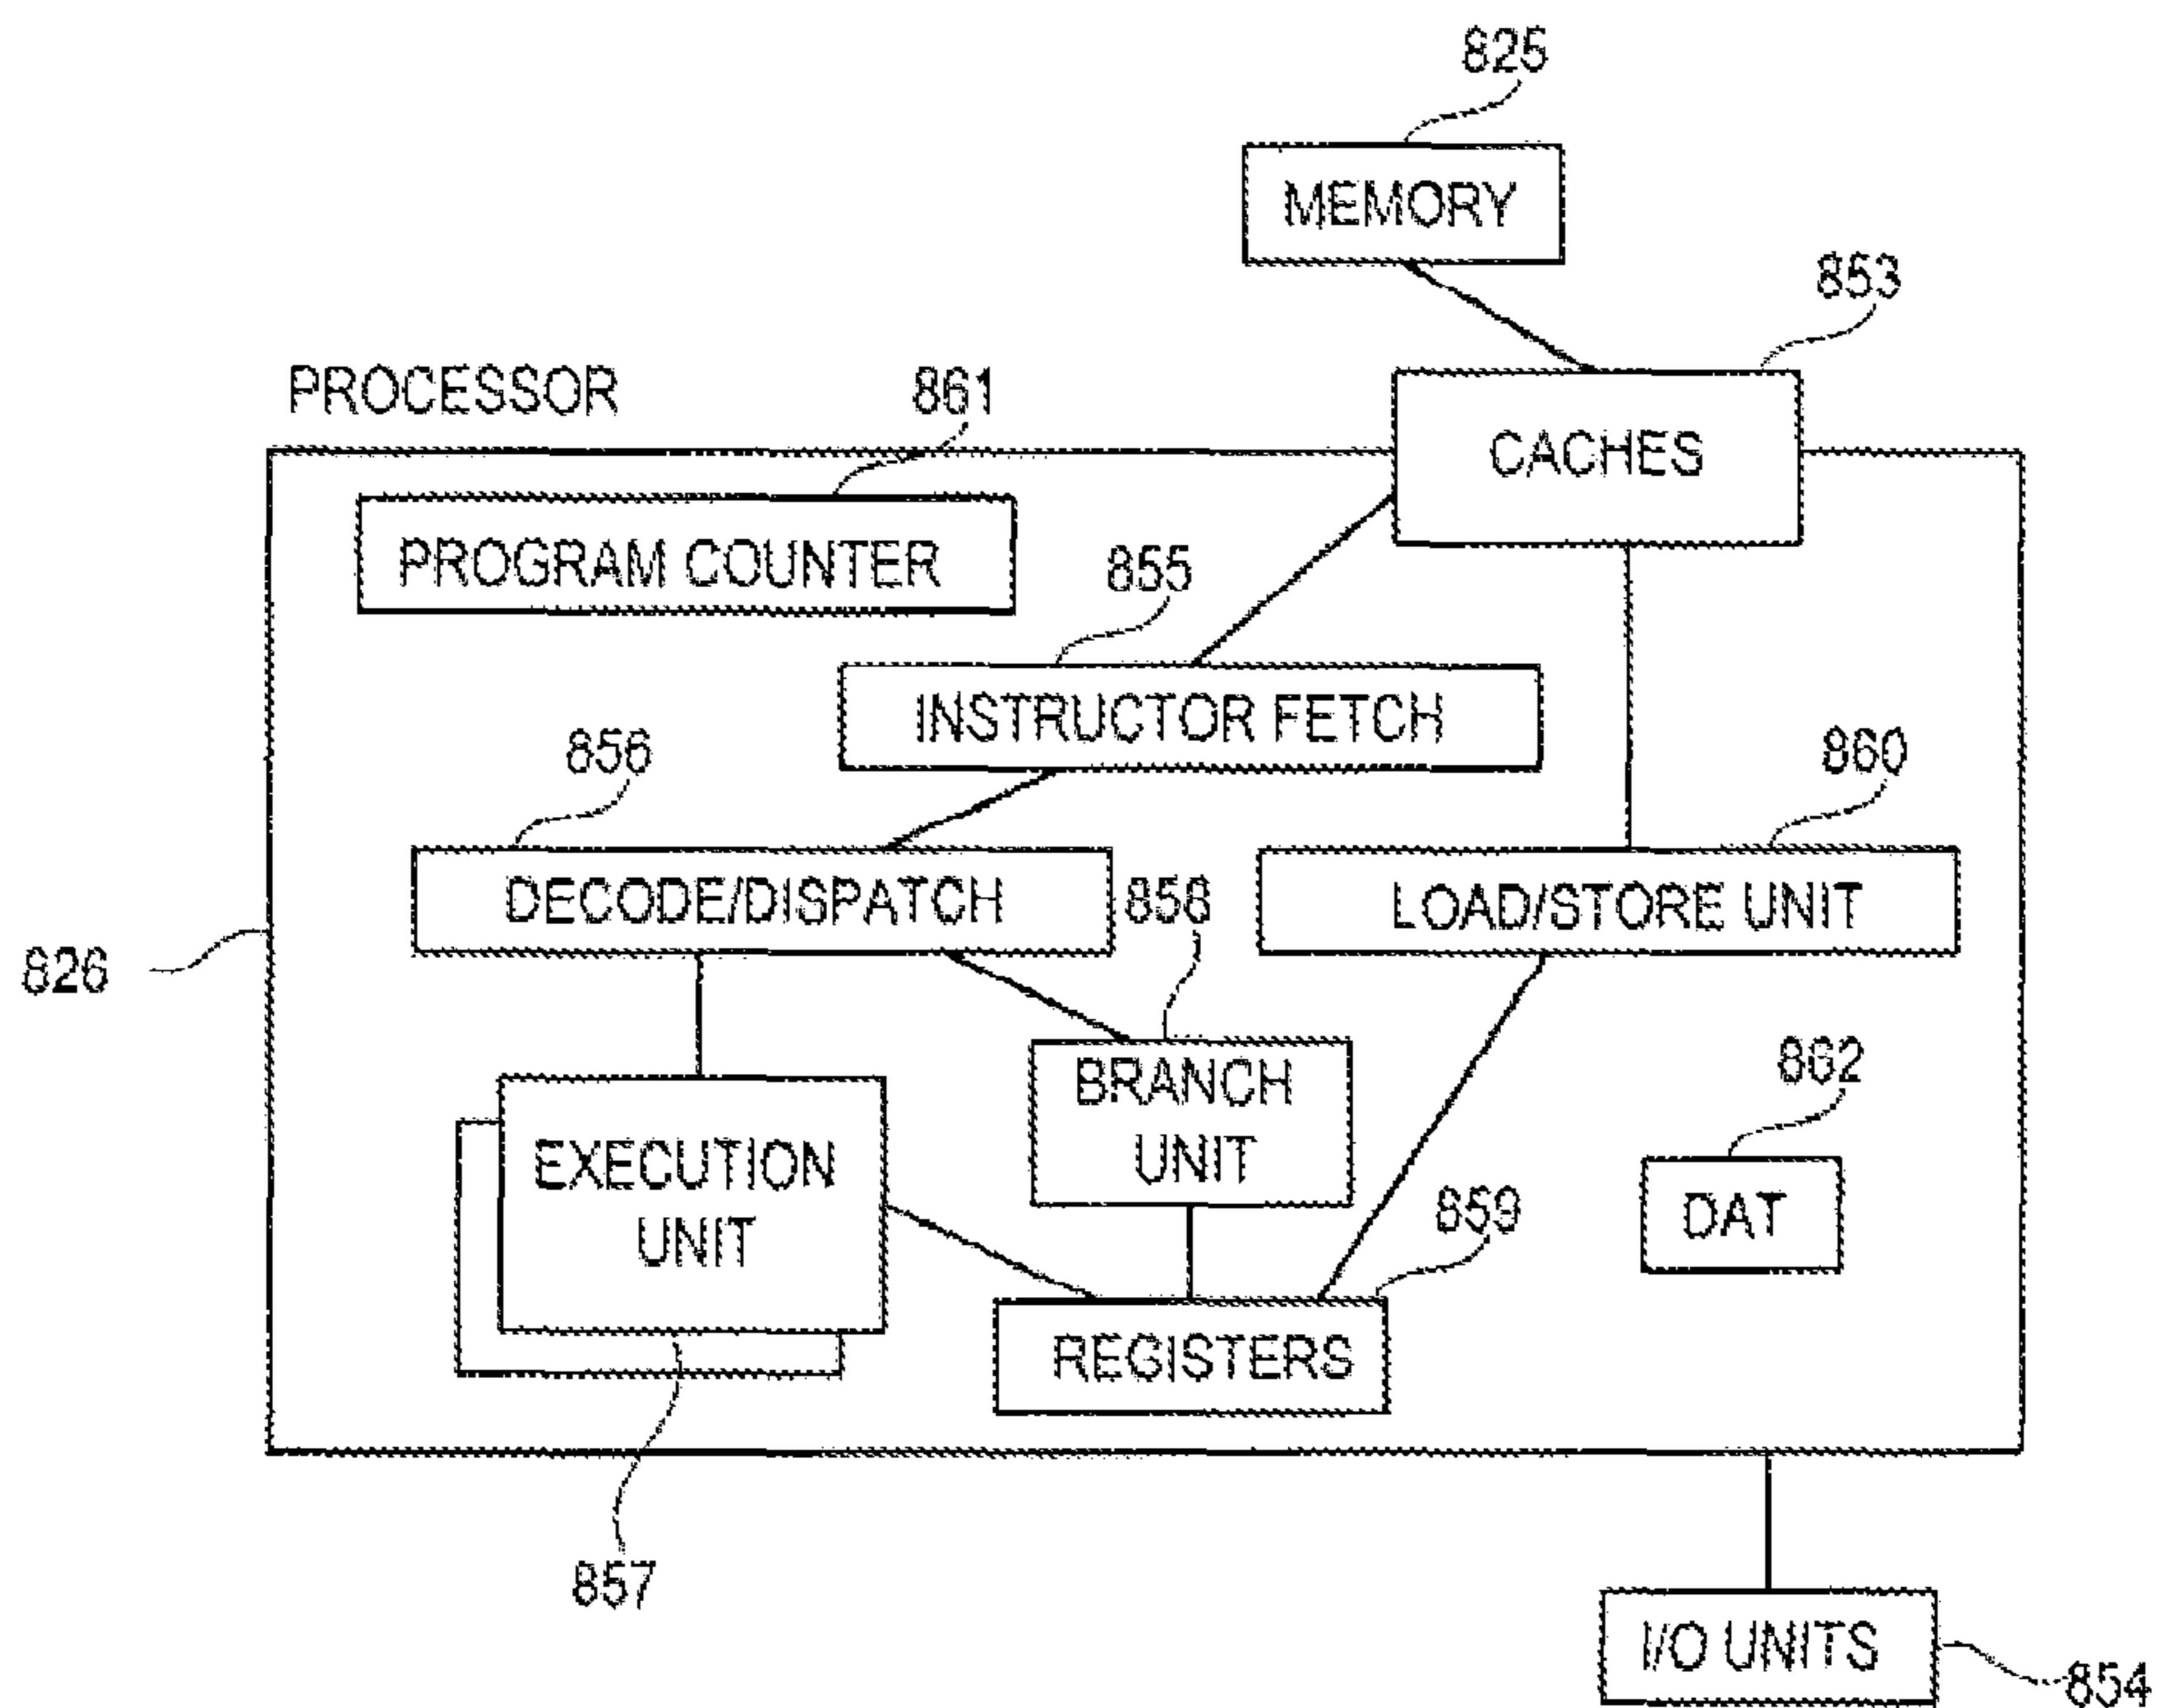 825
MEMORY
853
PROCESSOR
861
CACHES
PROGRAM COUNTER
855
INSTRUCTOR FETCH
856
860
DECODE/DISPATCH
858
LOAD/STORE UNIT
826
862
BRANCH
UNIT
EXECUTION
UNIT
859
DAT
REGISTERS
857
I/O UNITS
854